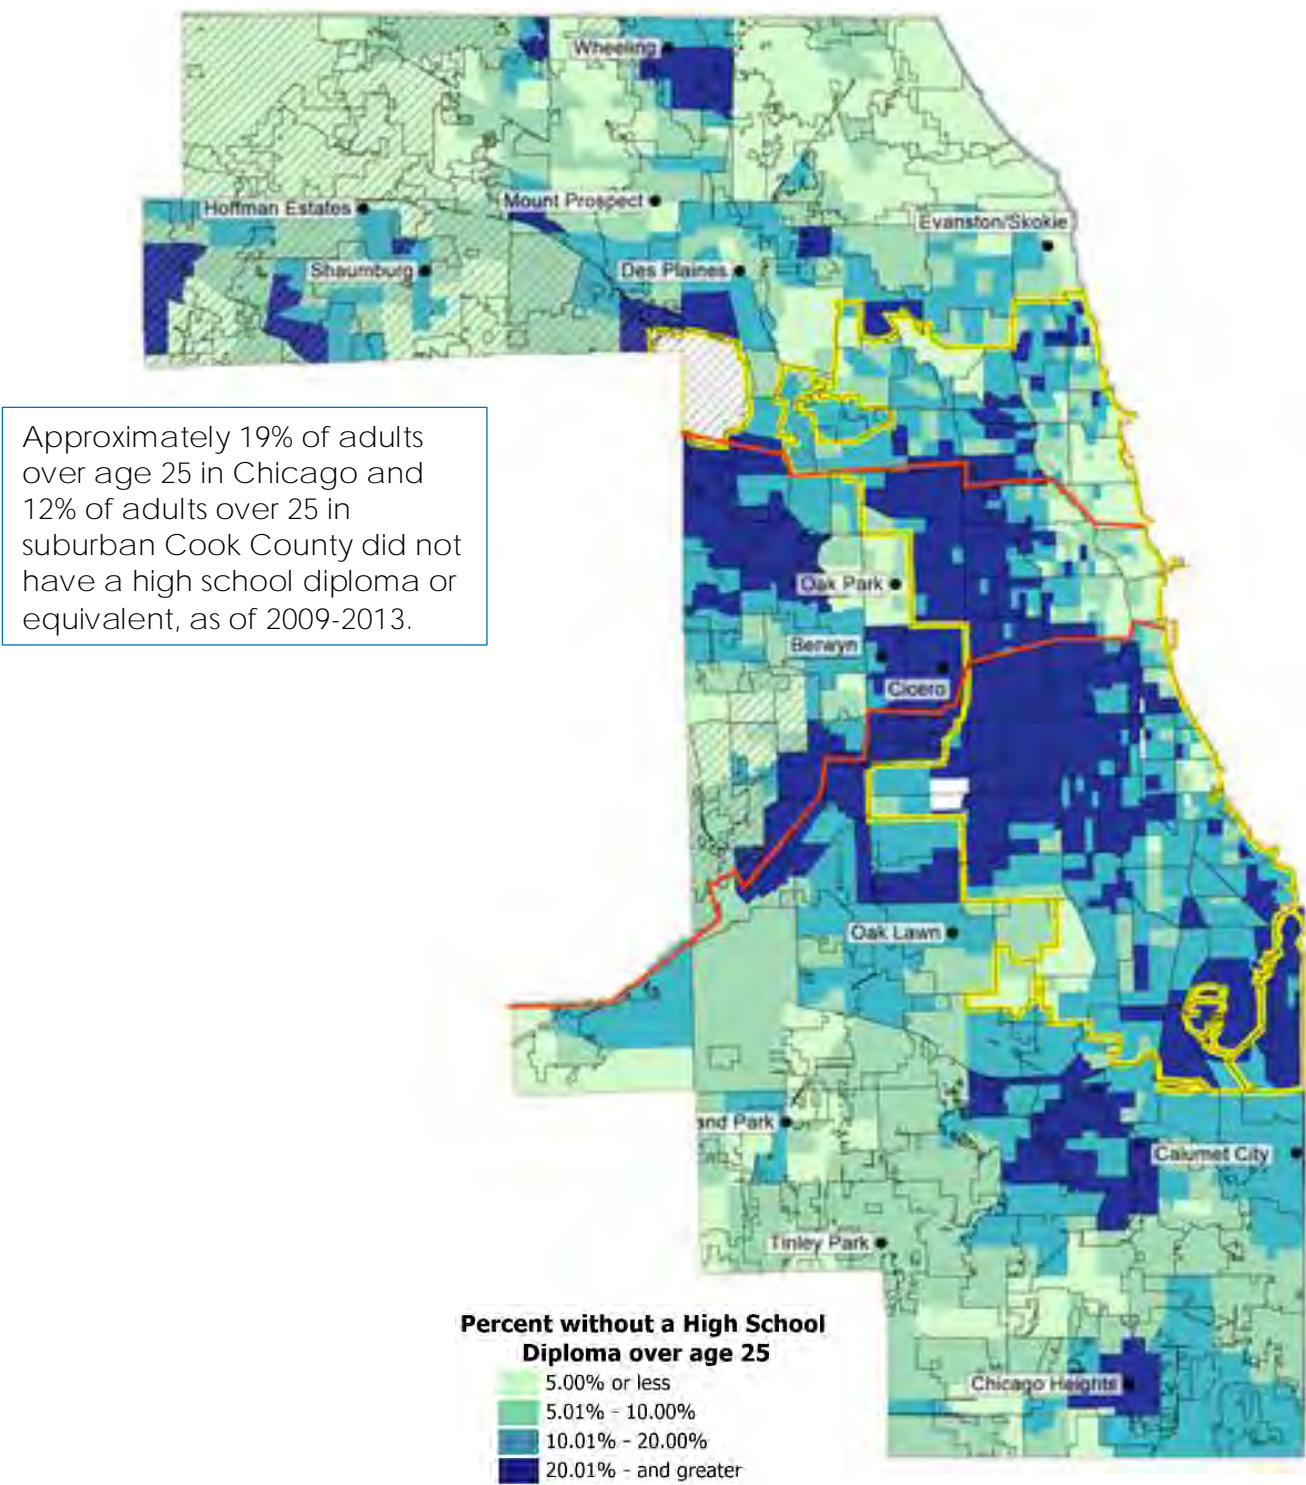 Wheeling
Hoffman Estates
Mount Prospect
Evanston/Skokie
Shaumburg
Des Plaines
Approximately 19% of adults
over age 25 in Chicago and
12% of adults over 25 in
suburban Cook County did not
have a high school diploma or
equivalent, as of 2009-2013.
Oak Park
Berwyn
Cicero
Oak Lawn
and Park
Calumet City
Tinley Park
Percent without a High School
Diploma over age 25
5.00% or less
5.01% - 10.00%
10.01% - 20.00%
20.01% - and greater
Chicago Heights